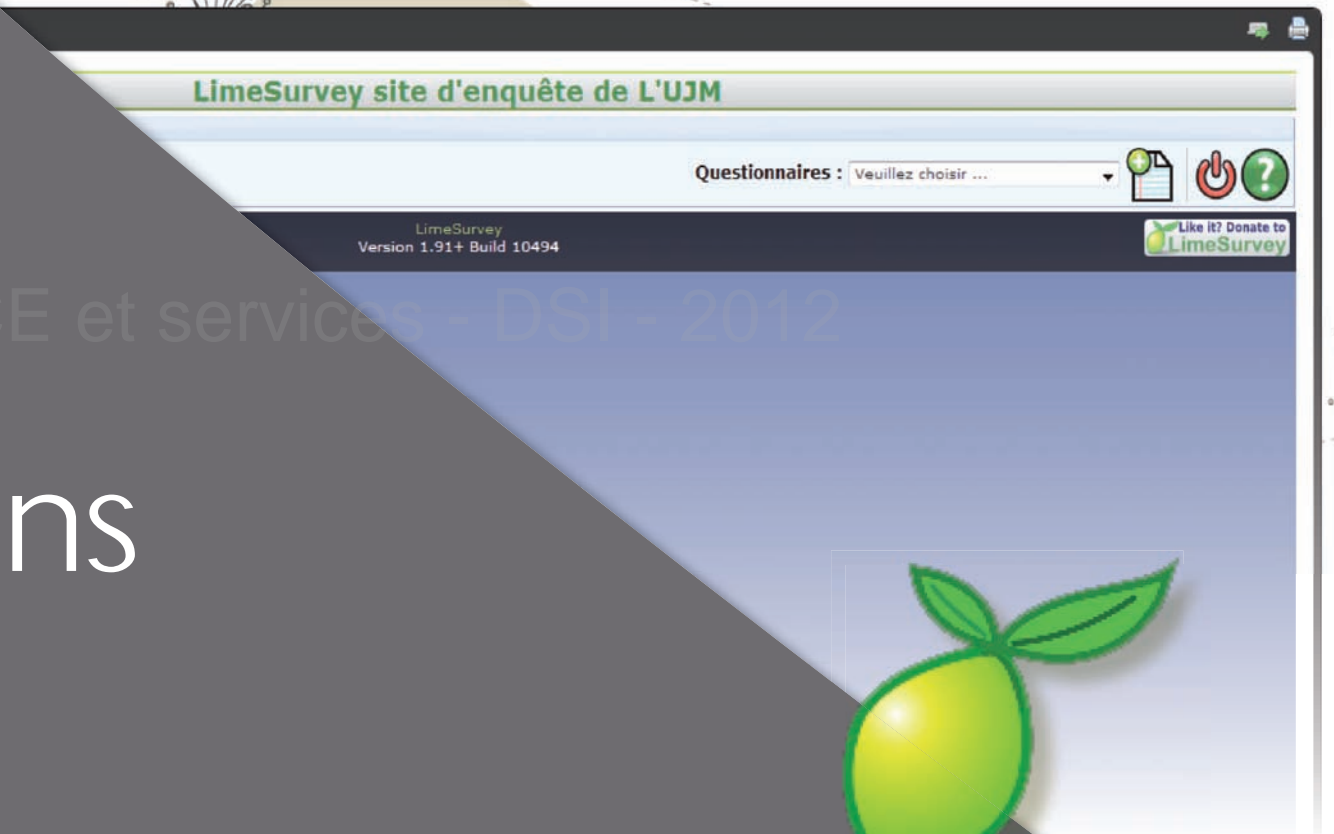 LimeSurvey site d'enquête de L'UJM
Questionnaires : Veuillez choisir ...
LimeSurvey
Version 1.91+ Build 10494
Like it? Donate to
LimeSurvey
E et services - DSI - 2012
ns